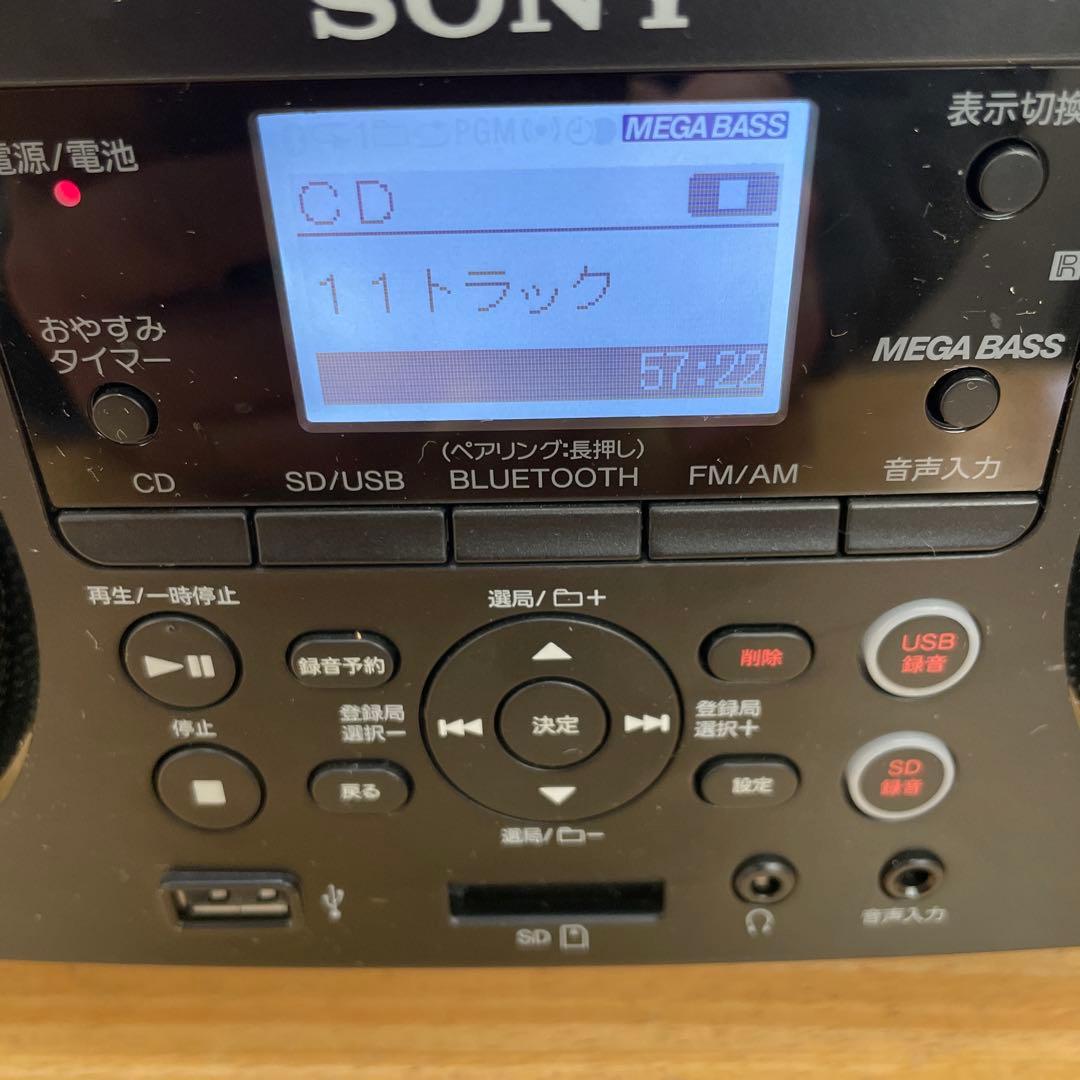 SONY
表示切換
電源/電池
PGM
MEGA BASS
CD
11トラック
57:22
おやすみ
タイマー
R
MEGA BASS
(ペアリング:長押し)
CD
SD/USB
BLUETOOTH
FM/AM
音声入力
再生/一時停止
選局/ +
録音予約
削除
USB
録音
登録局
選択−
決定
登録局
選択+
停止
戻る
設定
SD
録音
選局/ −
SD
音声入力